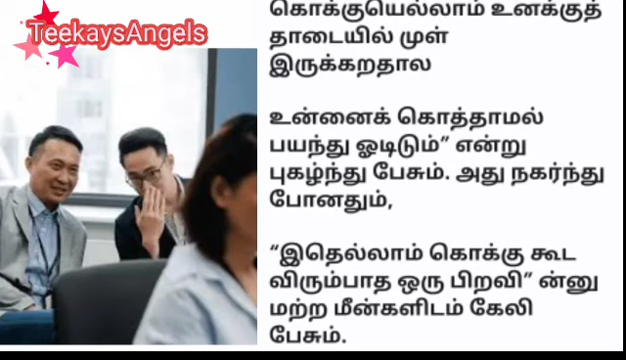 TeekaysAngels
கொக்குயெல்லாம் உனக்குத்
தாடையில் முள்
இருக்கறதால
உன்னைக் கொத்தாமல்
பயந்து ஓடிடும்” என்று
புகழ்ந்து பேசும். அது நகர்ந்து
போனதும்,
“இதெல்லாம் கொக்கு கூட
விரும்பாத ஒரு பிறவி” ன்னு
மற்ற மீன்களிடம் கேலி
பேசும்.